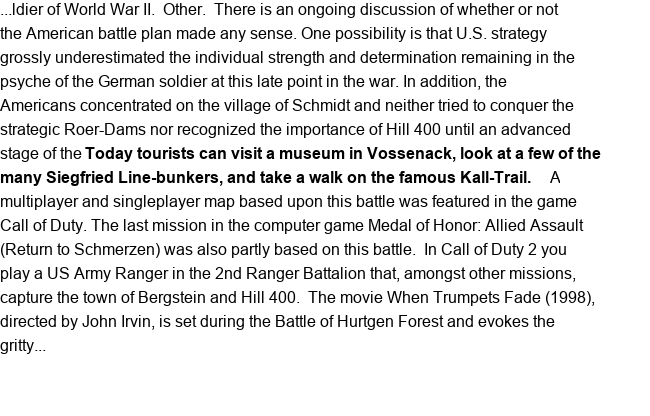 ...ldier of World War II.  Other.  There is an ongoing discussion of whether or not
the American battle plan made any sense. One possibility is that U.S. strategy
grossly underestimated the individual strength and determination remaining in the
psyche of the German soldier at this late point in the war. In addition, the
Americans concentrated on the village of Schmidt and neither tried to conquer the
strategic Roer-Dams nor recognized the importance of Hill 400 until an advanced
stage of the Today tourists can visit a museum in Vossenack, look at a few of the
many Siegfried Line-bunkers, and take a walk on the famous Kall-Trail.    A
multiplayer and singleplayer map based upon this battle was featured in the game
Call of Duty. The last mission in the computer game Medal of Honor: Allied Assault
(Return to Schmerzen) was also partly based on this battle.  In Call of Duty 2 you
play a US Army Ranger in the 2nd Ranger Battalion that, amongst other missions,
capture the town of Bergstein and Hill 400.  The movie When Trumpets Fade (1998),
directed by John Irvin, is set during the Battle of Hurtgen Forest and evokes the
gritty...